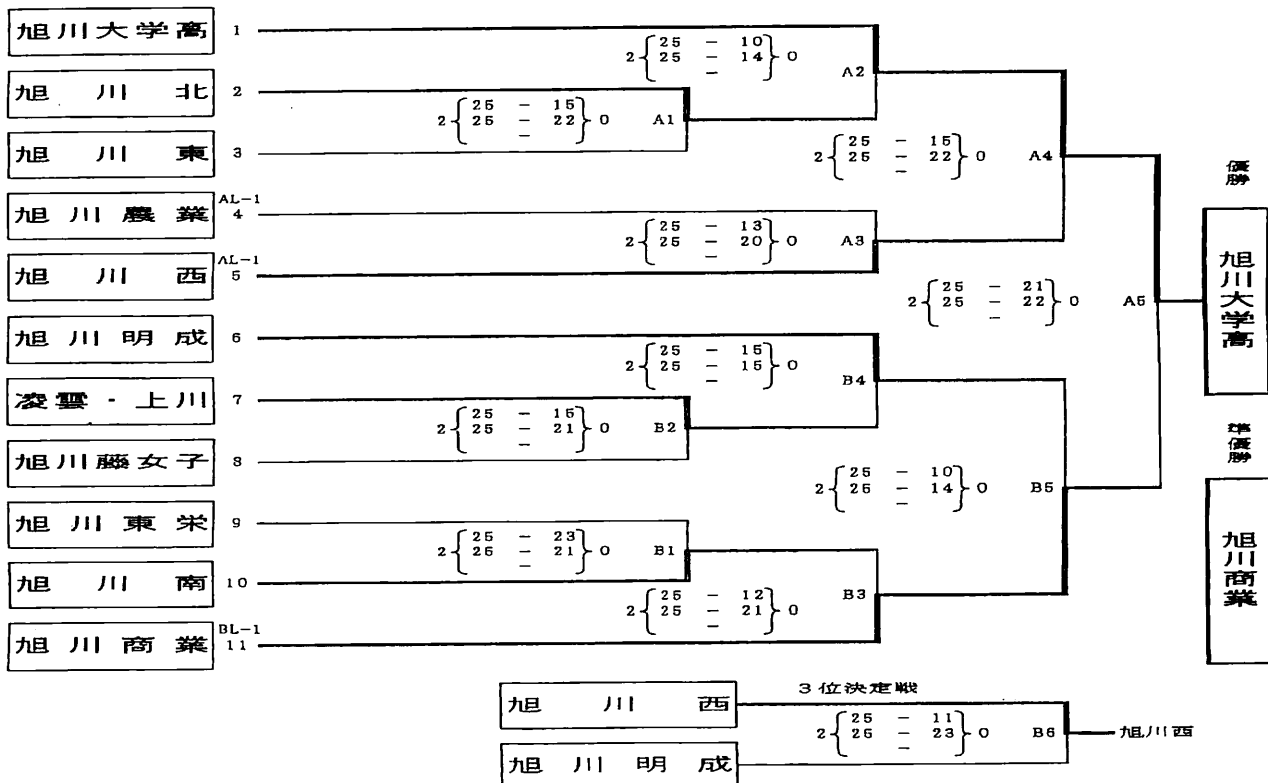 旭川大学高 1
25 - 10
2 25 - 14 0 A2
-
旭川北 2
25 - 15
2 25 - 22 0 A1
-
旭川東 3
25 - 15
2 25 - 22 0 A4
-
優勝
旭川大学高
AL-1
旭川農業 4
25 - 13
2 25 - 20 0 A3
-
AL-1
旭川西 5
25 - 21
2 25 - 22 0 A5
-
旭川明成 6
25 - 15
2 25 - 15 0 B4
-
凌雲・上川 7
25 - 15
2 25 - 21 0 B2
-
旭川藤女子 8
25 - 10
2 25 - 14 0 B5
-
準優勝
旭川商業
旭川東栄 9
25 - 23
2 25 - 21 0 B1
-
旭川南 10
25 - 12
2 25 - 21 0 B3
-
BL-1
旭川商業 11
3位決定戦
旭川西
25 - 11
2 25 - 23 0 B6
-
旭川西
旭川明成